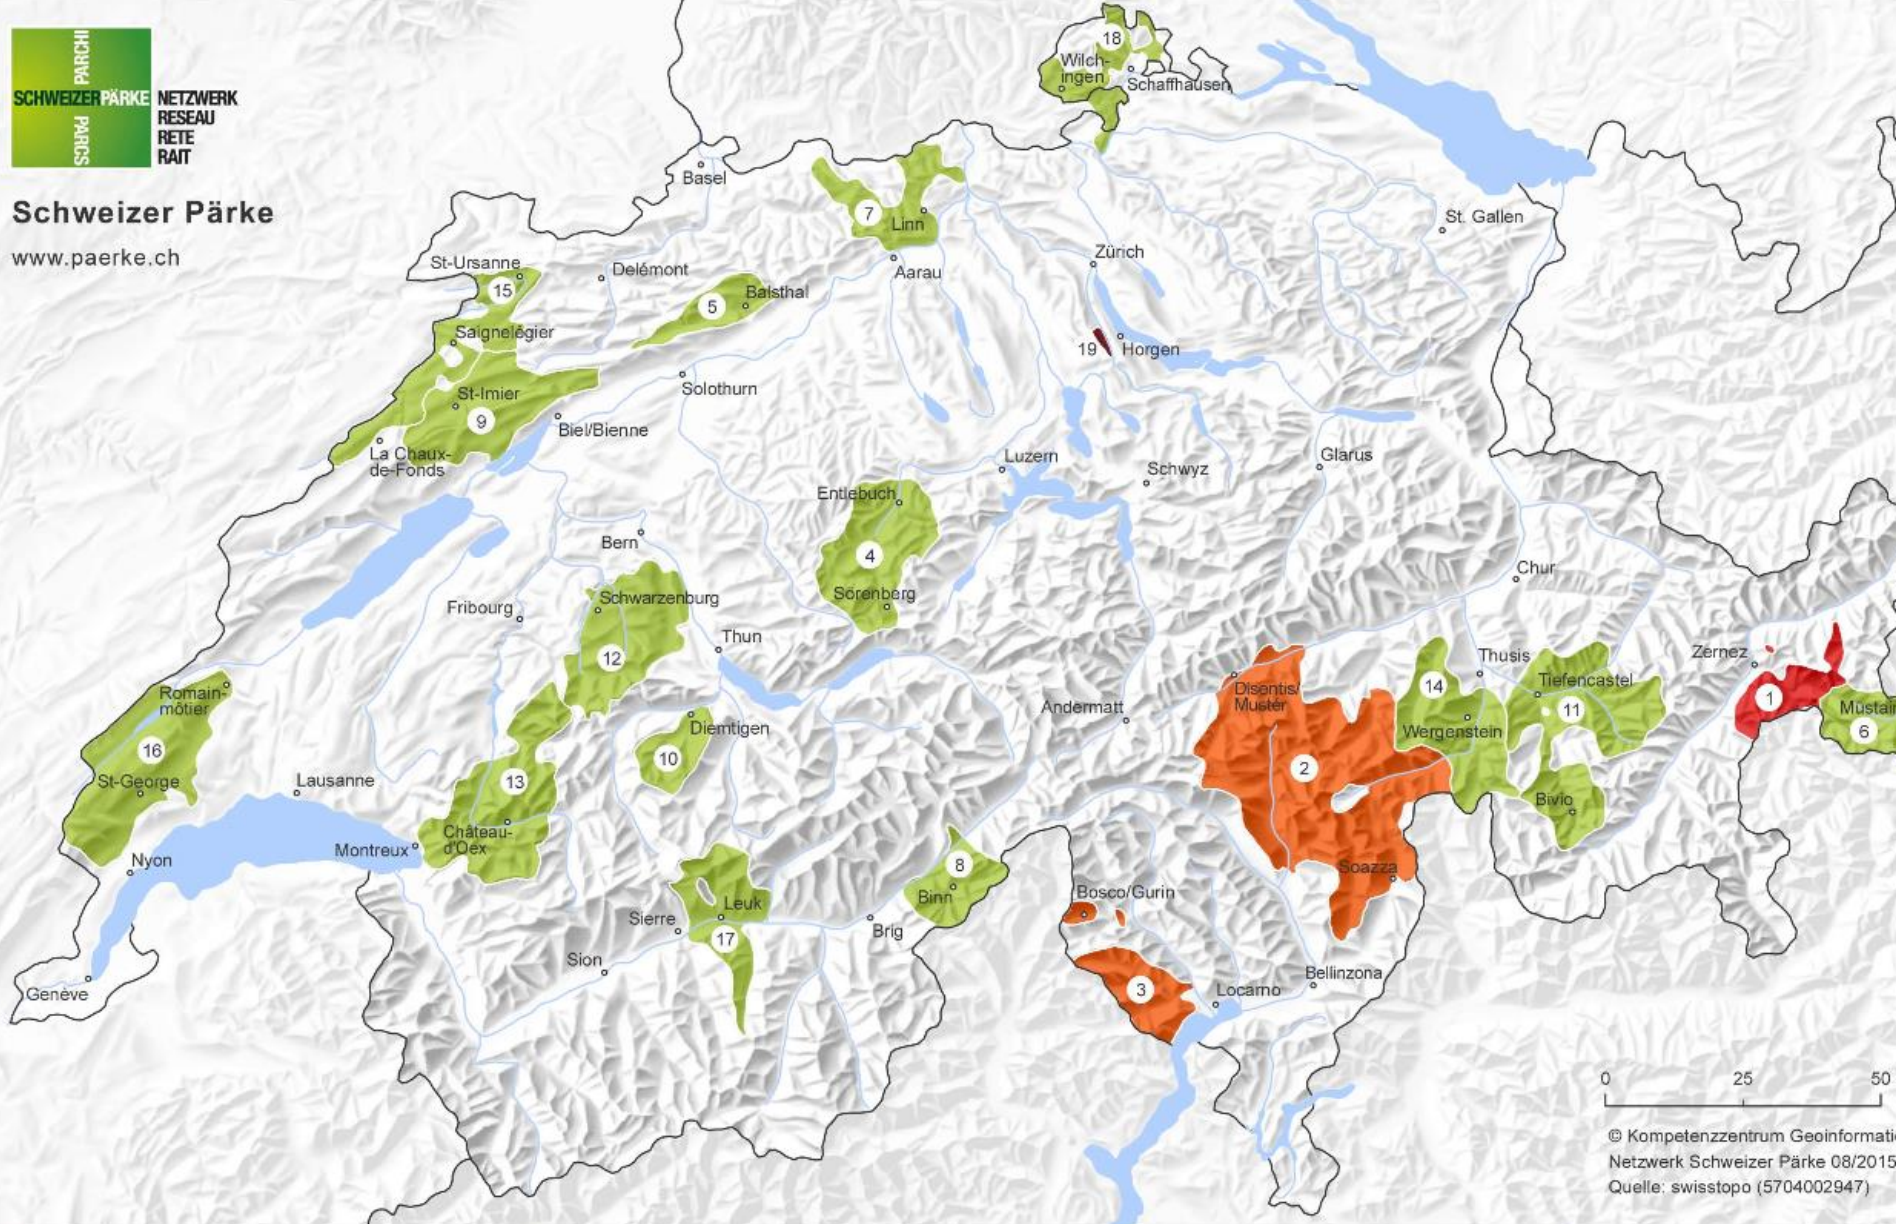 PARCHI
SCHWEIZERPÄRKE
PARCS
NETZWERK
RESEAU
RETE
RAIT
Schweizer Pärke
www.paerke.ch
18
Wilch-
ingen
Schaffhausen
Basel
7
Linn
Aarau
St. Gallen
Zürich
St-Ursanne
15
Delémont
5
Balsthal
Saignelégier
19
Horgen
St-Imier
9
Solothurn
Biel/Bienne
La Chaux-
de-Fonds
Luzern
Schwyz
Glarus
Entlebuch
4
Sörenberg
Bern
Chur
Fribourg
Schwarzenburg
12
Thun
Zernez
1
Müstair
6
Thusis
Tiefencastel
11
14
Wergenstein
Disentis/
Mustér
2
Andermatt
Romain-
môtier
16
St-George
Diemtigen
10
13
Lausanne
Château-
d'Oex
Montreux
Bivio
Nyon
8
Binn
Soazza
Bosco/Gurin
Leuk
17
Sierre
Brig
Sion
Genève
3
Locarno
Bellinzona
0 25 50
© Kompetenzzentrum Geoinformati
Netzwerk Schweizer Pärke 08/2015
Quelle: swisstopo (5704002947)